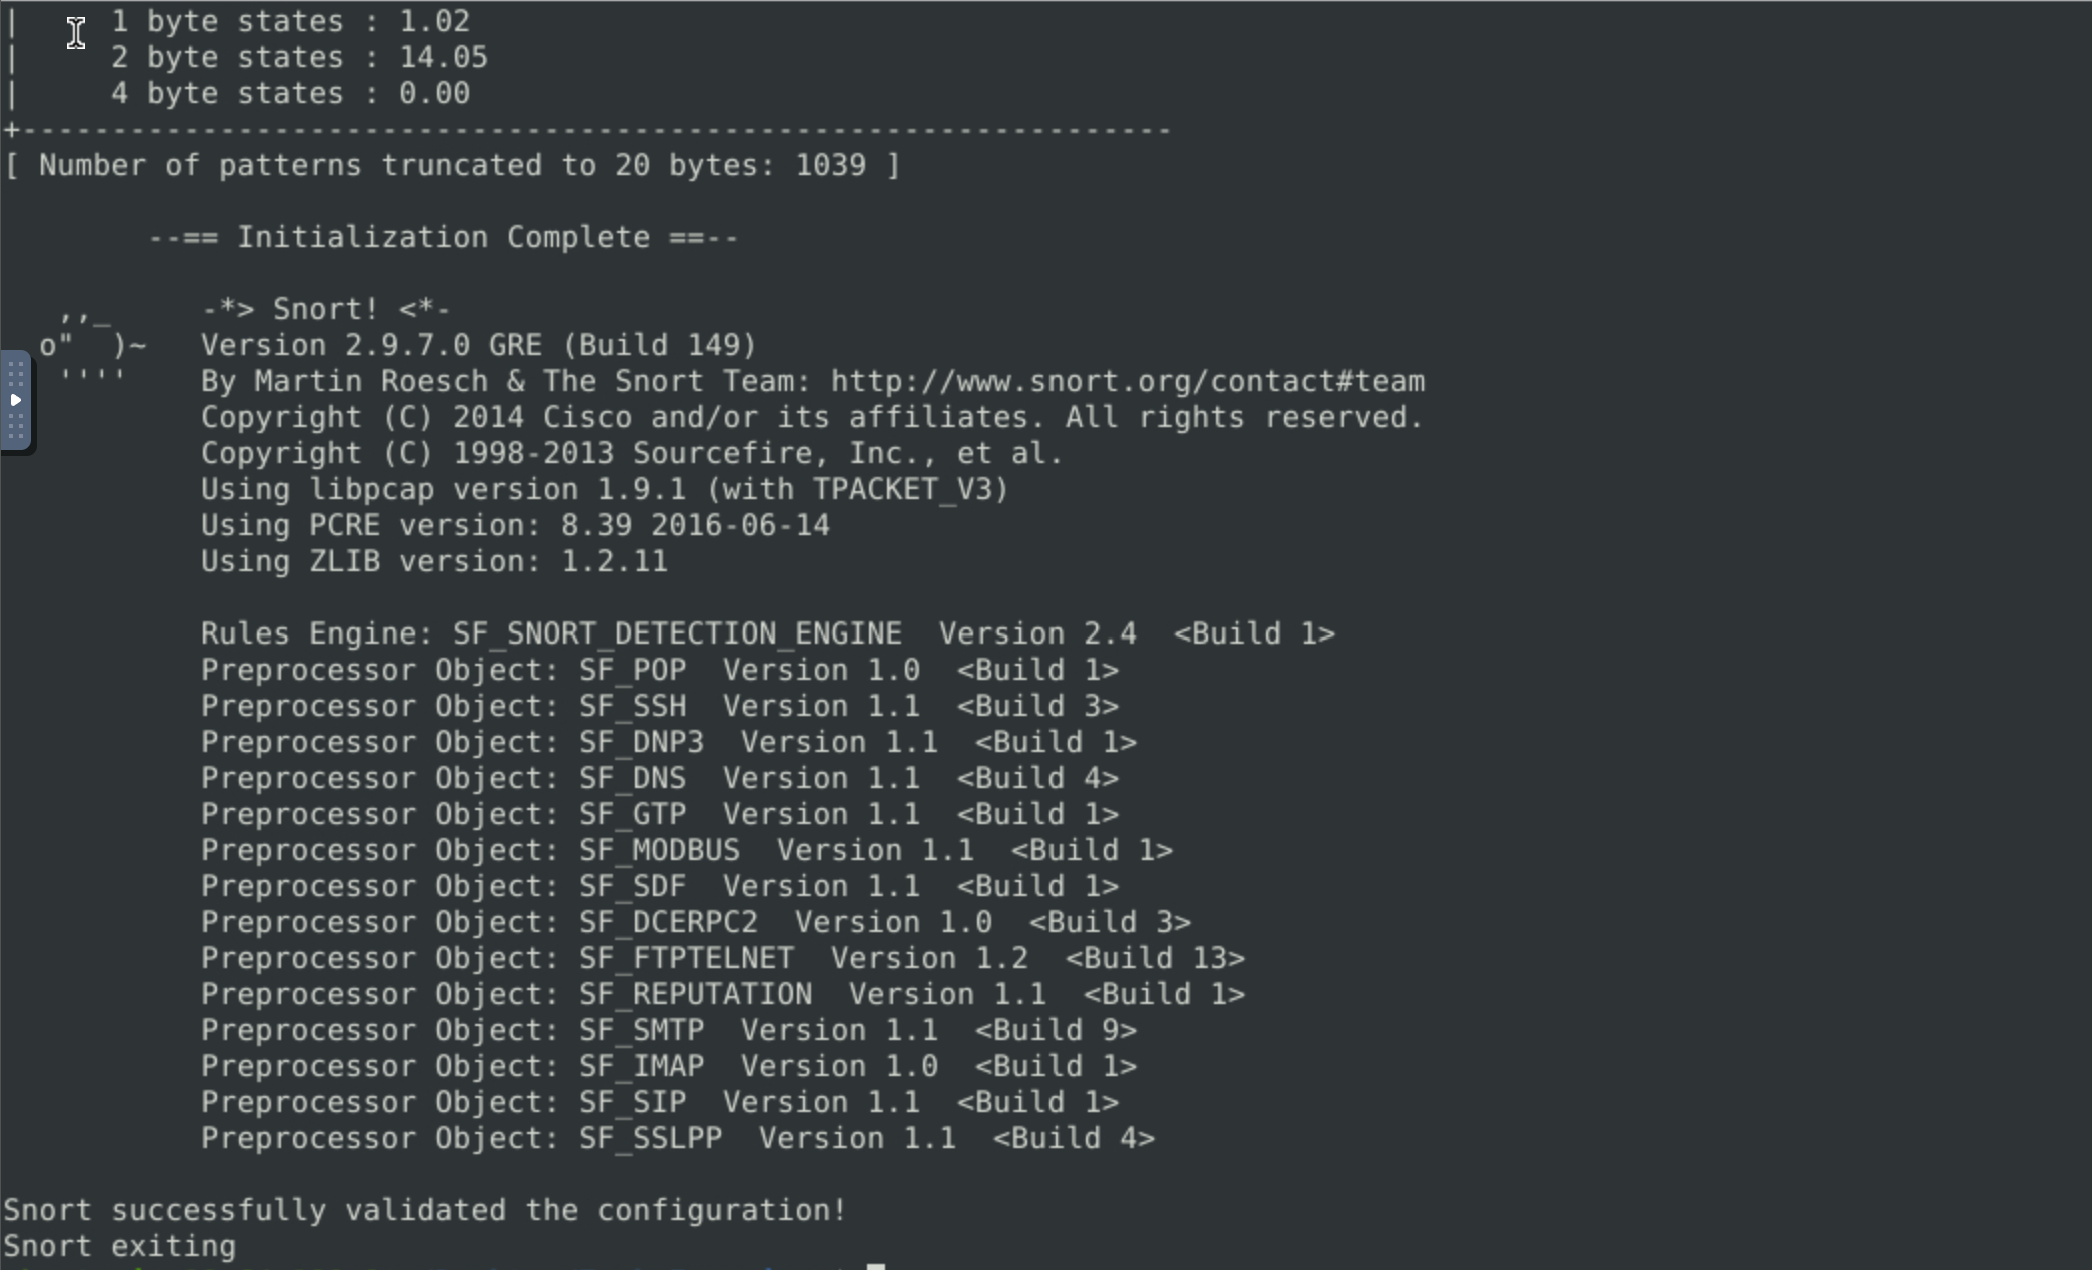 |     1 byte states : 1.02
|     2 byte states : 14.05
|     4 byte states : 0.00
+----------------------------------------------------------------
[ Number of patterns truncated to 20 bytes: 1039 ]
        --== Initialization Complete ==--
   ,,_     -*> Snort! <*-
  o"  )~   Version 2.9.7.0 GRE (Build 149)
   ''''    By Martin Roesch & The Snort Team: http://www.snort.org/contact#team
           Copyright (C) 2014 Cisco and/or its affiliates. All rights reserved.
           Copyright (C) 1998-2013 Sourcefire, Inc., et al.
           Using libpcap version 1.9.1 (with TPACKET_V3)
           Using PCRE version: 8.39 2016-06-14
           Using ZLIB version: 1.2.11
           Rules Engine: SF_SNORT_DETECTION_ENGINE  Version 2.4  <Build 1>
           Preprocessor Object: SF_POP  Version 1.0  <Build 1>
           Preprocessor Object: SF_SSH  Version 1.1  <Build 3>
           Preprocessor Object: SF_DNP3  Version 1.1  <Build 1>
           Preprocessor Object: SF_DNS  Version 1.1  <Build 4>
           Preprocessor Object: SF_GTP  Version 1.1  <Build 1>
           Preprocessor Object: SF_MODBUS  Version 1.1  <Build 1>
           Preprocessor Object: SF_SDF  Version 1.1  <Build 1>
           Preprocessor Object: SF_DCERPC2  Version 1.0  <Build 3>
           Preprocessor Object: SF_FTPTELNET  Version 1.2  <Build 13>
           Preprocessor Object: SF_REPUTATION  Version 1.1  <Build 1>
           Preprocessor Object: SF_SMTP  Version 1.1  <Build 9>
           Preprocessor Object: SF_IMAP  Version 1.0  <Build 1>
           Preprocessor Object: SF_SIP  Version 1.1  <Build 1>
           Preprocessor Object: SF_SSLPP  Version 1.1  <Build 4>
Snort successfully validated the configuration!
Snort exiting